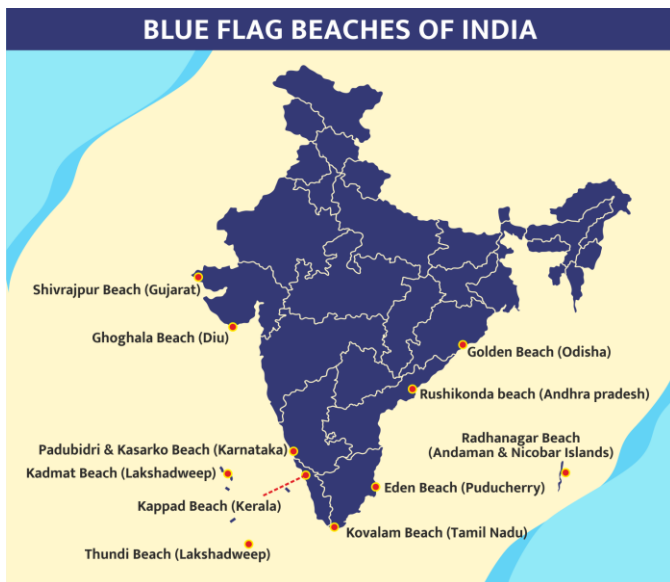 BLUE FLAG BEACHES OF INDIA
Shivrajpur Beach (Gujarat)
Ghoghala Beach (Diu)
Golden Beach (Odisha)
Rushikonda beach (Andhra pradesh)
Radhanagar Beach
(Andaman & Nicobar Islands)
Padubidri & Kasarko Beach (Karnataka)
Kadmat Beach (Lakshadweep)
Eden Beach (Puducherry)
Kappad Beach (Kerala)
Kovalam Beach (Tamil Nadu)
Thundi Beach (Lakshadweep)